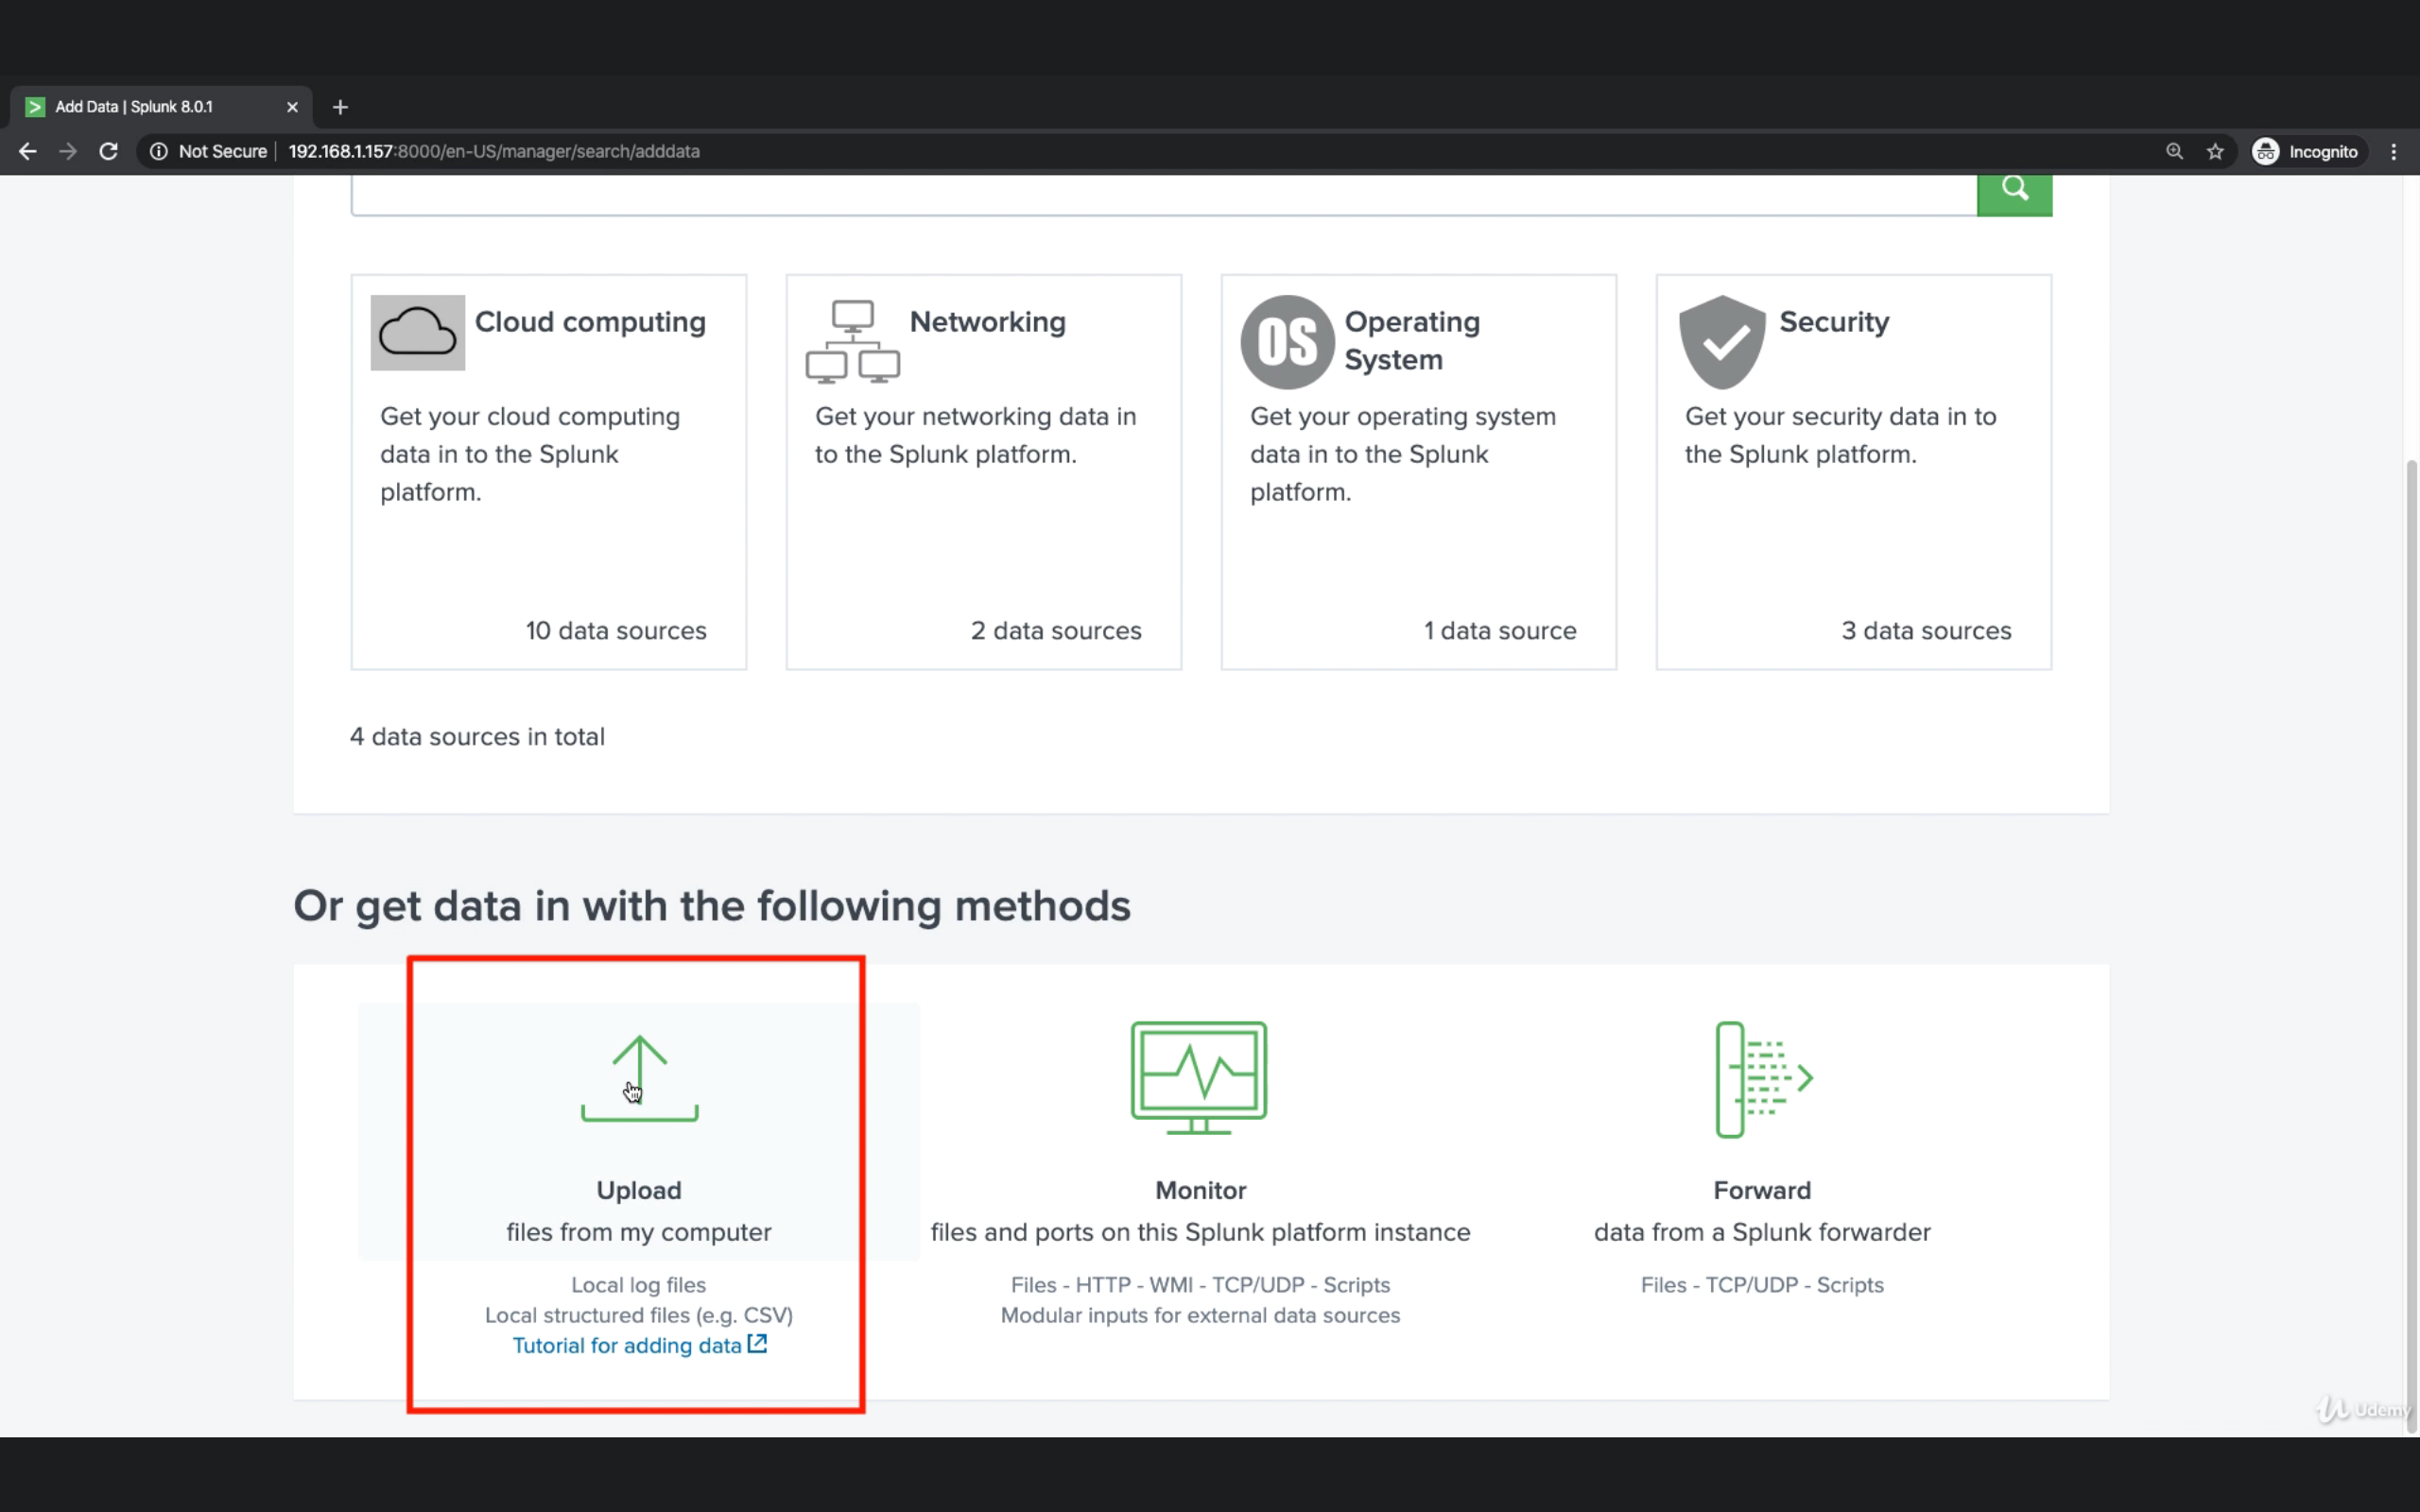 Add Data | Splunk 8.0.1
Not Secure
192.168.1.157:8000/en-US/manager/search/adddata
Incognito
Cloud computing
Get your cloud computing
data in to the Splunk
platform.
10 data sources
Networking
Get your networking data in
to the Splunk platform.
2 data sources
OS
Operating
System
Get your operating system
data in to the Splunk
platform.
1 data source
Security
Get your security data in to
the Splunk platform.
3 data sources
4 data sources in total
Or get data in with the following methods
Upload
files from my computer
Local log files
Local structured files (e.g. CSV)
Tutorial for adding data
Monitor
files and ports on this Splunk platform instance
Files - HTTP - WMI - TCP/UDP - Scripts
Modular inputs for external data sources
Forward
data from a Splunk forwarder
Files - TCP/UDP - Scripts
Udemy